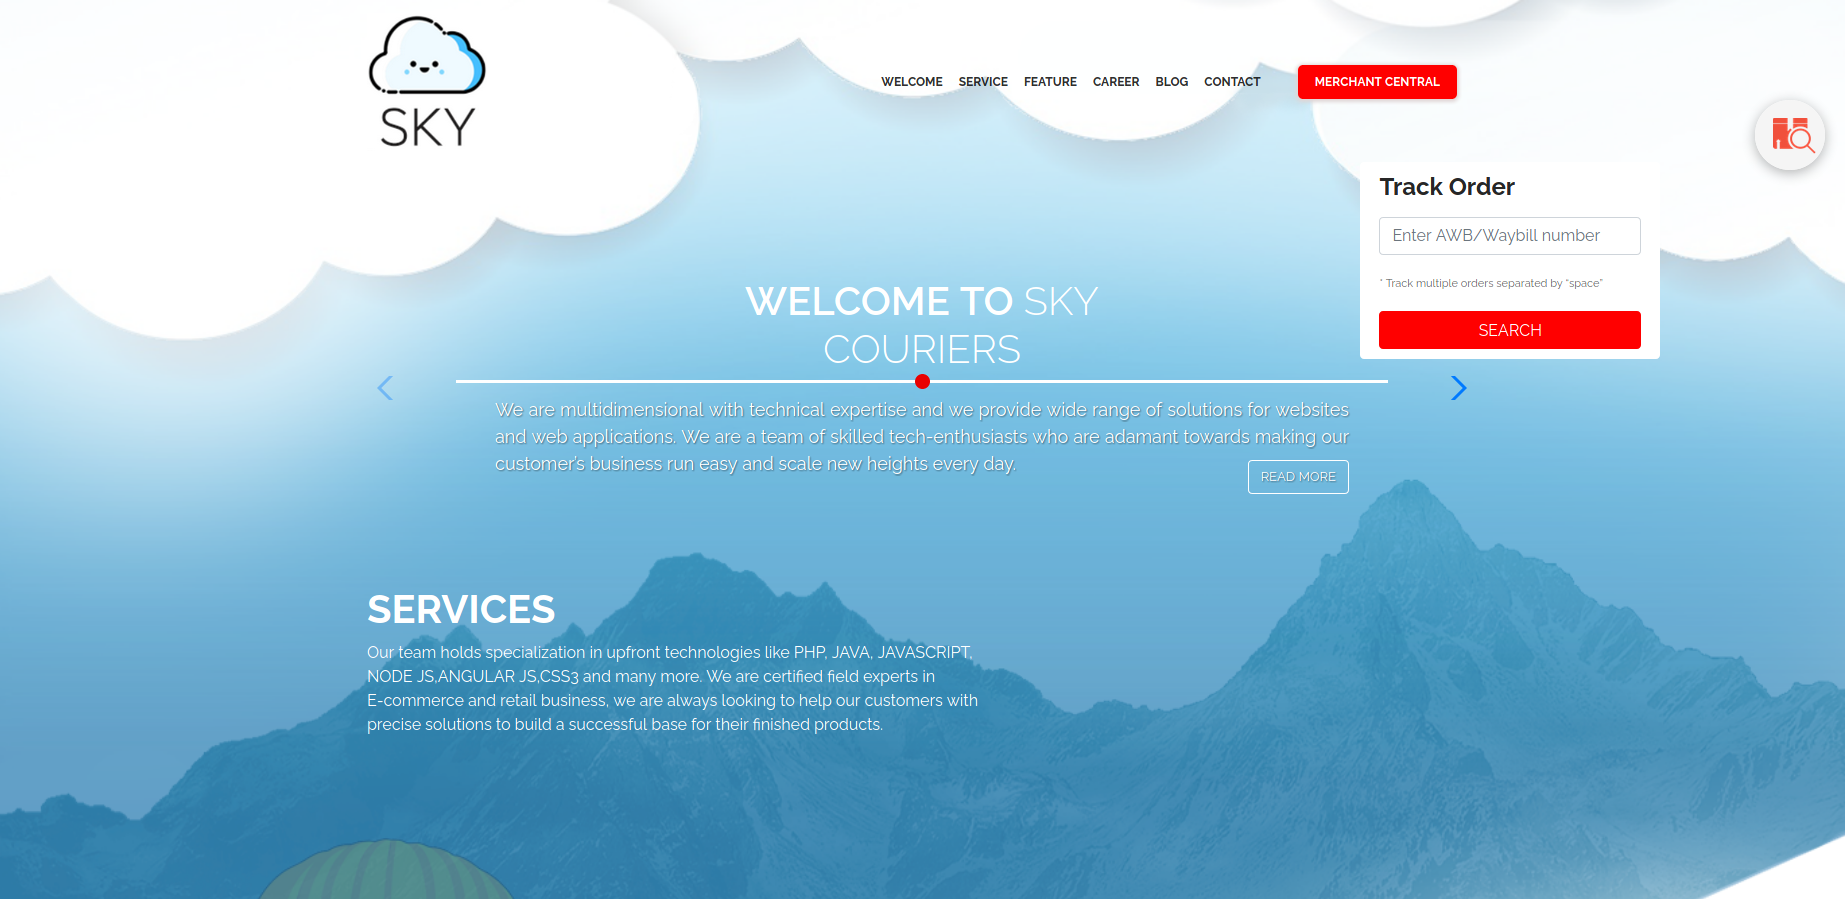 SKY
WELCOME SERVICE FEATURE CAREER BLOG CONTACT MERCHANT CENTRAL
Track Order
Enter AWB/Waybill number
* Track multiple orders separated by "space"
SEARCH
WELCOME TO SKY
COURIERS
We are multidimensional with technical expertise and we provide wide range of solutions for websites
and web applications. We are a team of skilled tech-enthusiasts who are adamant towards making our
customer's business run easy and scale new heights every day.
READ MORE
SERVICES
Our team holds specialization in upfront technologies like PHP, JAVA, JAVASCRIPT,
NODE JS,ANGULAR JS,CSS3 and many more. We are certified field experts in
E-commerce and retail business, we are always looking to help our customers with
precise solutions to build a successful base for their finished products.